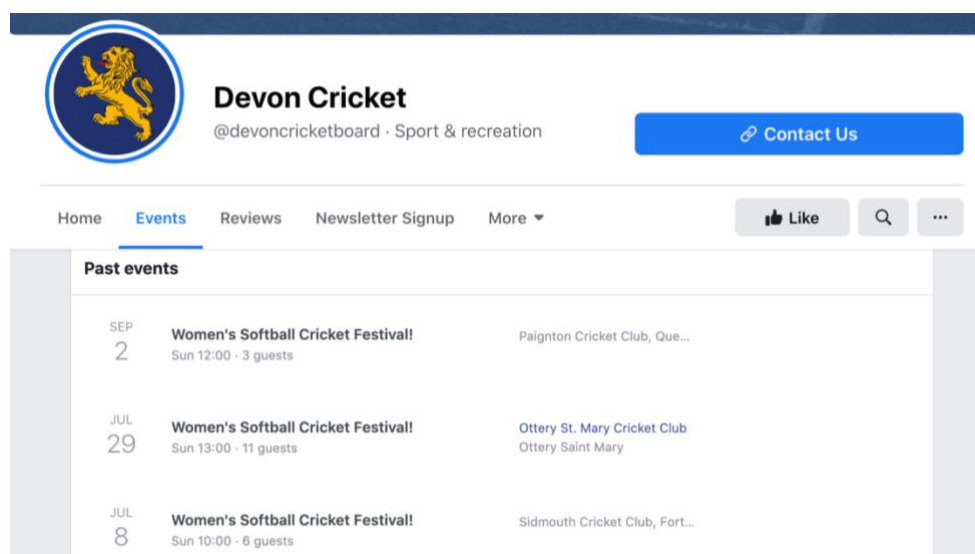 Devon Cricket
@devoncricketboard · Sport & recreation
Contact Us
Home Events Reviews Newsletter Signup More
Like
Past events
SEP
2
Women's Softball Cricket Festival!
Sun 12:00 · 3 guests
Paignton Cricket Club, Que...
JUL
29
Women's Softball Cricket Festival!
Sun 13:00 · 11 guests
Ottery St. Mary Cricket Club
Ottery Saint Mary
JUL
8
Women's Softball Cricket Festival!
Sun 10:00 · 6 guests
Sidmouth Cricket Club, Fort...